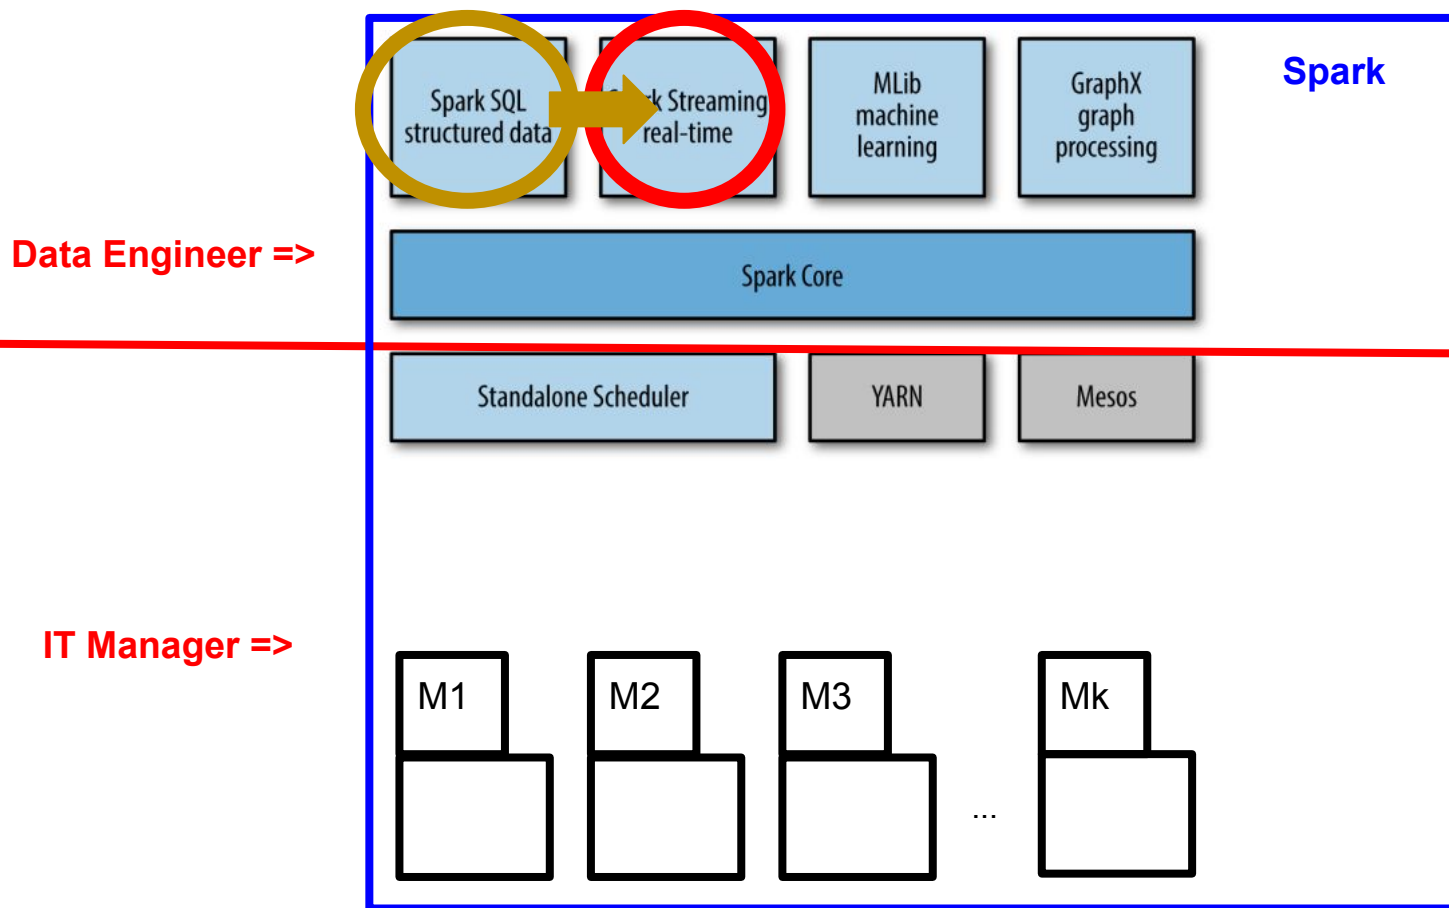 Spark
Spark SQL
structured data
Streaming
real-time
MLib
machine
learning
GraphX
graph
processing
Data Engineer =>
Spark Core
Standalone Scheduler
YARN
Mesos
IT Manager =>
M1
M2
M3
Mk
...